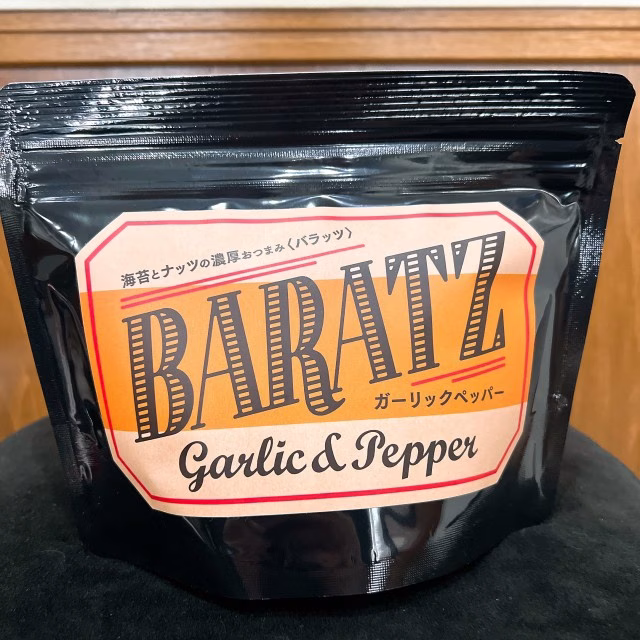 海苔とナッツの濃厚おつまみ〈バラッツ〉
BARATZ
ガーリックペッパー
Garlic & Pepper